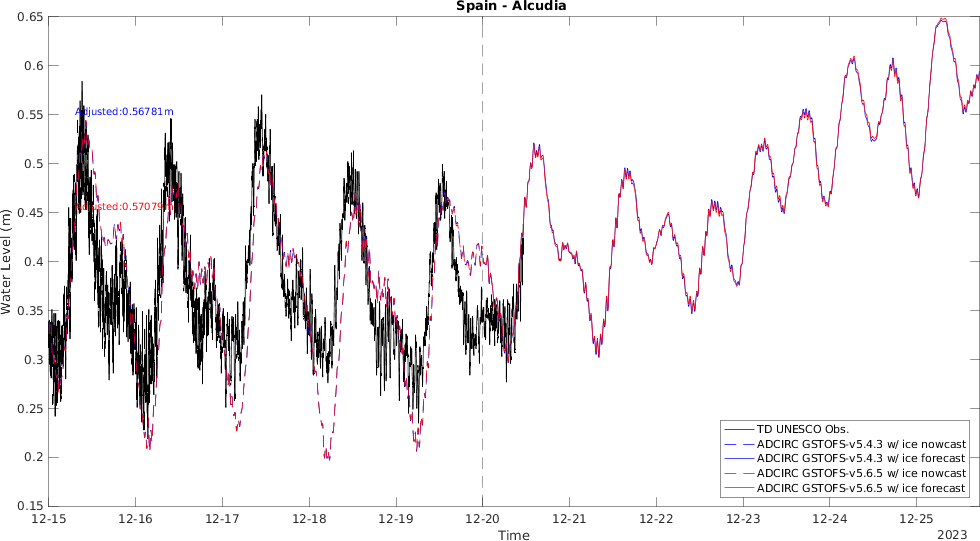 Spain - Alcudia
0.65
0.6
0.55
0.5
0.45
0.4
0.35
0.3
0.25
0.2
0.15
Water Level (m)
Adjusted:0.56781m
Adjusted:0.57079m
TD UNESCO Obs.
ADCIRC GSTOFS-v5.4.3 w/ ice nowcast
ADCIRC GSTOFS-v5.4.3 w/ ice forecast
ADCIRC GSTOFS-v5.6.5 w/ ice nowcast
ADCIRC GSTOFS-v5.6.5 w/ ice forecast
12-15 12-16 12-17 12-18 12-19 12-20 12-21 12-22 12-23 12-24 12-25
Time
2023